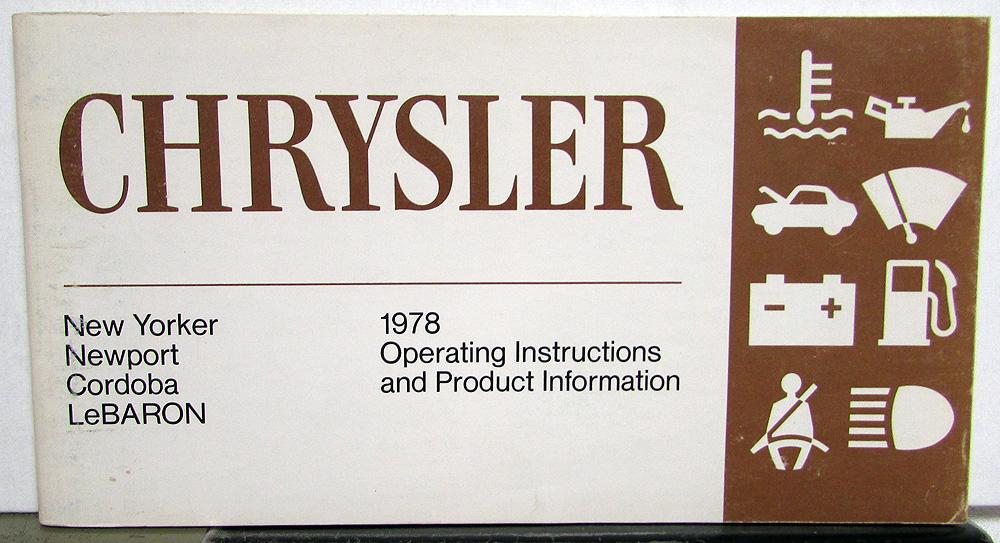 CHRYSLER
New Yorker
Newport
Cordoba
LeBARON
1978
Operating Instructions
and Product Information